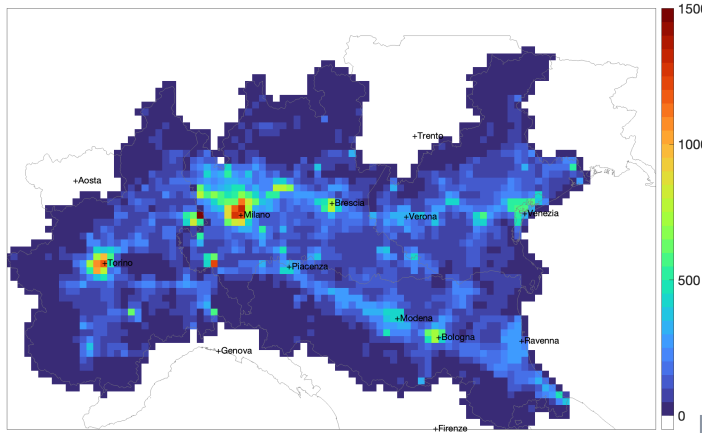 1500
+Trento
1000
+Aosta
+Brescia
+Milano
+Verona
+Venezia
+Torino
+Piacenza
500
+Modena
+Bologna
+Ravenna
+Genova
0
+Firenze